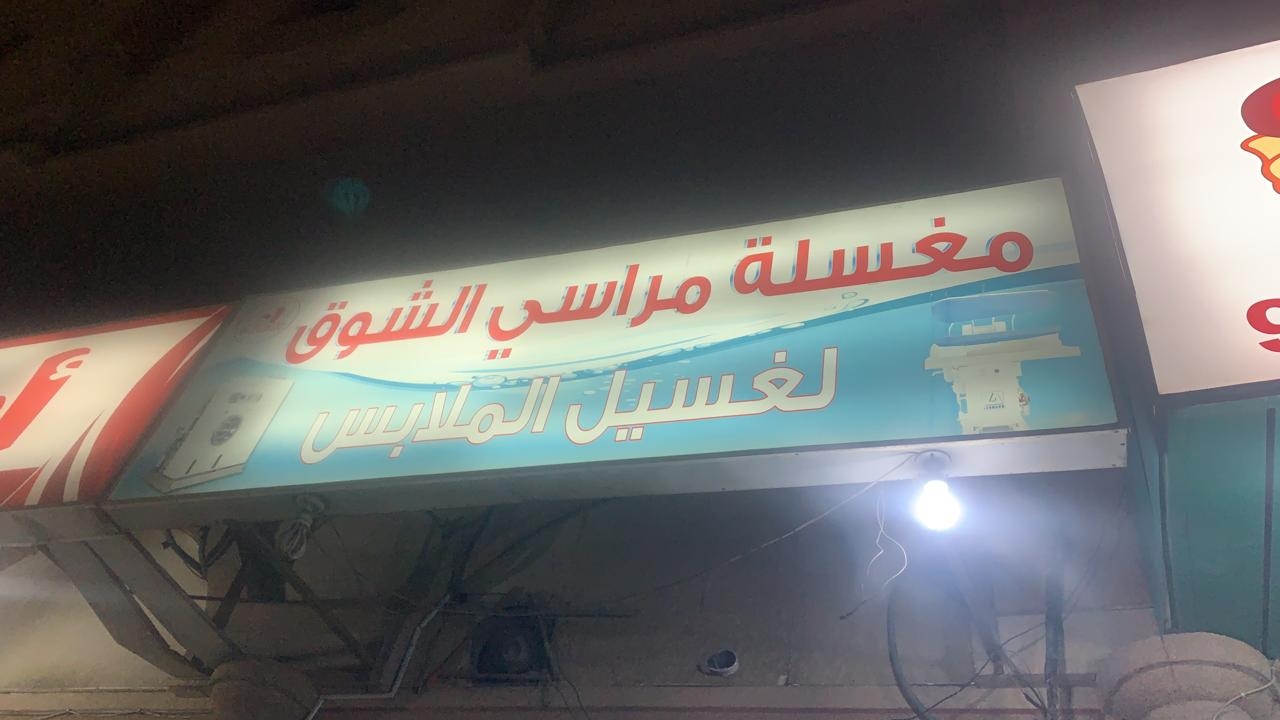 مغسلة مراسي الشوق
لغسيل الملابس